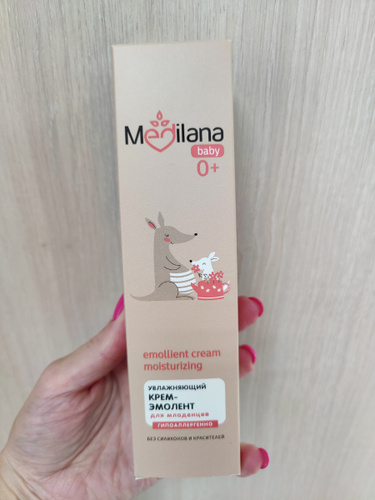 Medilana
baby
0+
emollient cream
moisturizing
УВЛАЖНЯЮЩИЙ
КРЕМ-
ЭМОЛЕНТ
для младенцев
ГИПОАЛЛЕРГЕННО
БЕЗ СИЛИКОНОВ И КРАСИТЕЛЕЙ